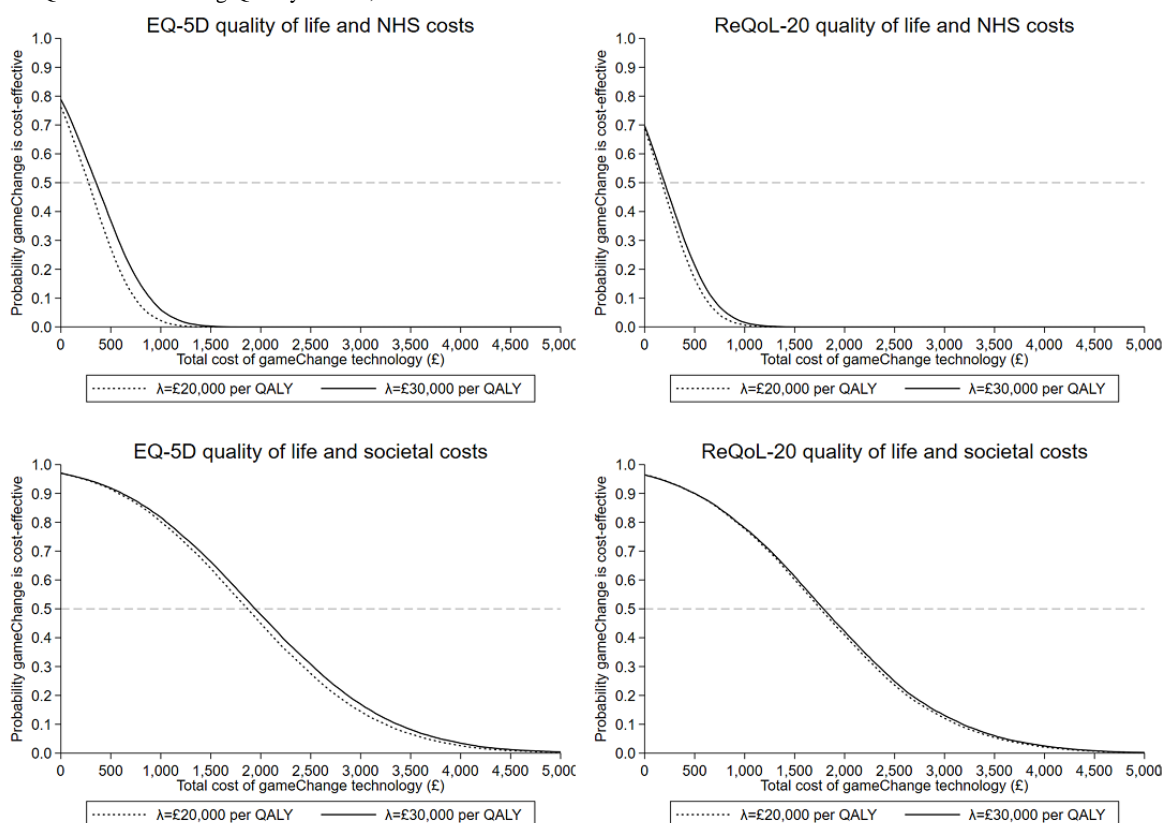 EQ-5D quality of life and NHS costs
Probability gameChange is cost-effective
1.0
0.9
0.8
0.7
0.6
0.5
0.4
0.3
0.2
0.1
0.0
0 500 1,000 1,500 2,000 2,500 3,000 3,500 4,000 4,500 5,000
Total cost of gameChange technology (£)
λ=£20,000 per QALY λ=£30,000 per QALY
ReQoL-20 quality of life and NHS costs
Probability gameChange is cost-effective
1.0
0.9
0.8
0.7
0.6
0.5
0.4
0.3
0.2
0.1
0.0
0 500 1,000 1,500 2,000 2,500 3,000 3,500 4,000 4,500 5,000
Total cost of gameChange technology (£)
λ=£20,000 per QALY λ=£30,000 per QALY
EQ-5D quality of life and societal costs
Probability gameChange is cost-effective
1.0
0.9
0.8
0.7
0.6
0.5
0.4
0.3
0.2
0.1
0.0
0 500 1,000 1,500 2,000 2,500 3,000 3,500 4,000 4,500 5,000
Total cost of gameChange technology (£)
λ=£20,000 per QALY λ=£30,000 per QALY
ReQoL-20 quality of life and societal costs
Probability gameChange is cost-effective
1.0
0.9
0.8
0.7
0.6
0.5
0.4
0.3
0.2
0.1
0.0
0 500 1,000 1,500 2,000 2,500 3,000 3,500 4,000 4,500 5,000
Total cost of gameChange technology (£)
λ=£20,000 per QALY λ=£30,000 per QALY